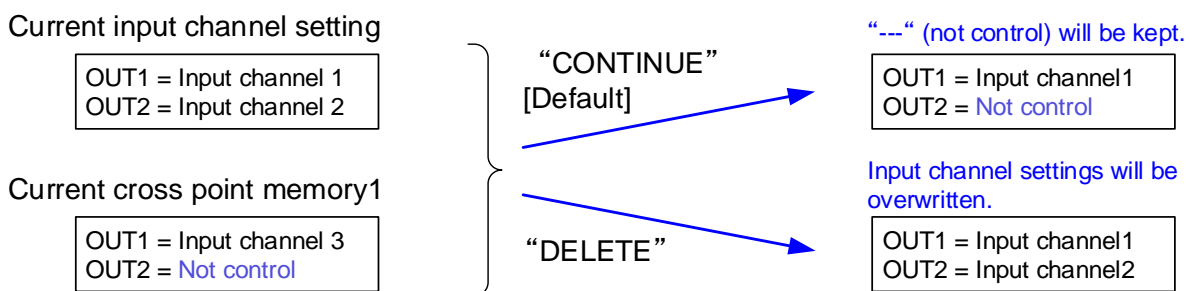 Current input channel setting
OUT1 = Input channel 1
OUT2 = Input channel 2
Current cross point memory1
OUT1 = Input channel 3
OUT2 = Not control
“CONTINUE”
[Default]
“DELETE”
“---“ (not control) will be kept.
OUT1 = Input channel1
OUT2 = Not control
Input channel settings will be
overwritten.
OUT1 = Input channel1
OUT2 = Input channel2